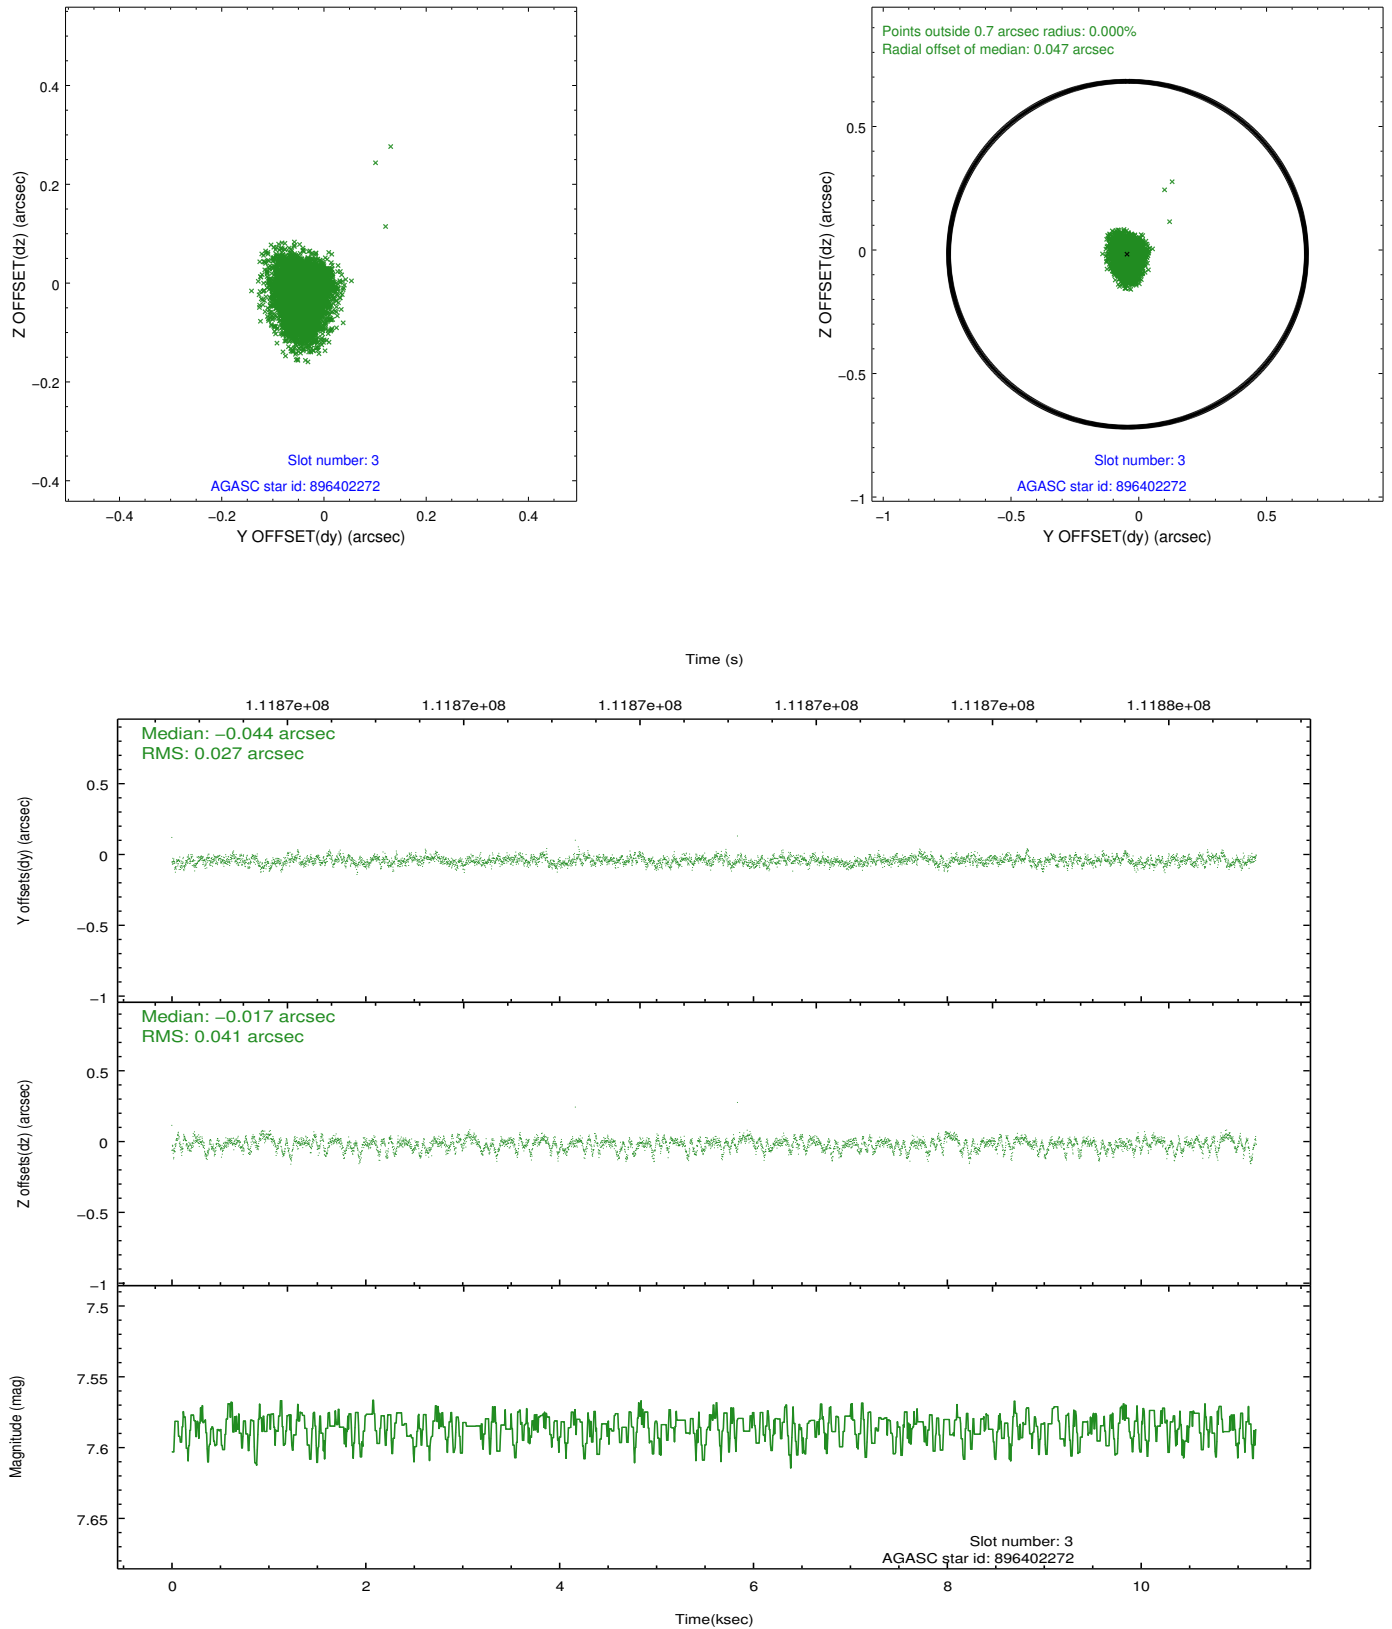 0.4
0.2
0
−0.2
−0.4
Z OFFSET(dz) (arcsec)
Slot number: 3
AGASC star id: 896402272
−0.4 −0.2 0 0.2 0.4
Y OFFSET(dy) (arcsec)
Points outside 0.7 arcsec radius: 0.000%
Radial offset of median: 0.047 arcsec
0.5
0
−0.5
−1
Z OFFSET(dz) (arcsec)
Slot number: 3
AGASC star id: 896402272
−1 −0.5 0 0.5
Y OFFSET(dy) (arcsec)
Time (s)
1.1187e+08 1.1187e+08 1.1187e+08 1.1187e+08 1.1187e+08 1.1188e+08
Median: −0.044 arcsec
RMS: 0.027 arcsec
0.5
0
−0.5
−1
Y offsets(dy) (arcsec)
Median: −0.017 arcsec
RMS: 0.041 arcsec
0.5
0
−0.5
−1
Z offsets(dz) (arcsec)
7.5
7.55
7.6
7.65
Magnitude (mag)
Slot number: 3
AGASC star id: 896402272
0 2 4 6 8 10
Time(ksec)